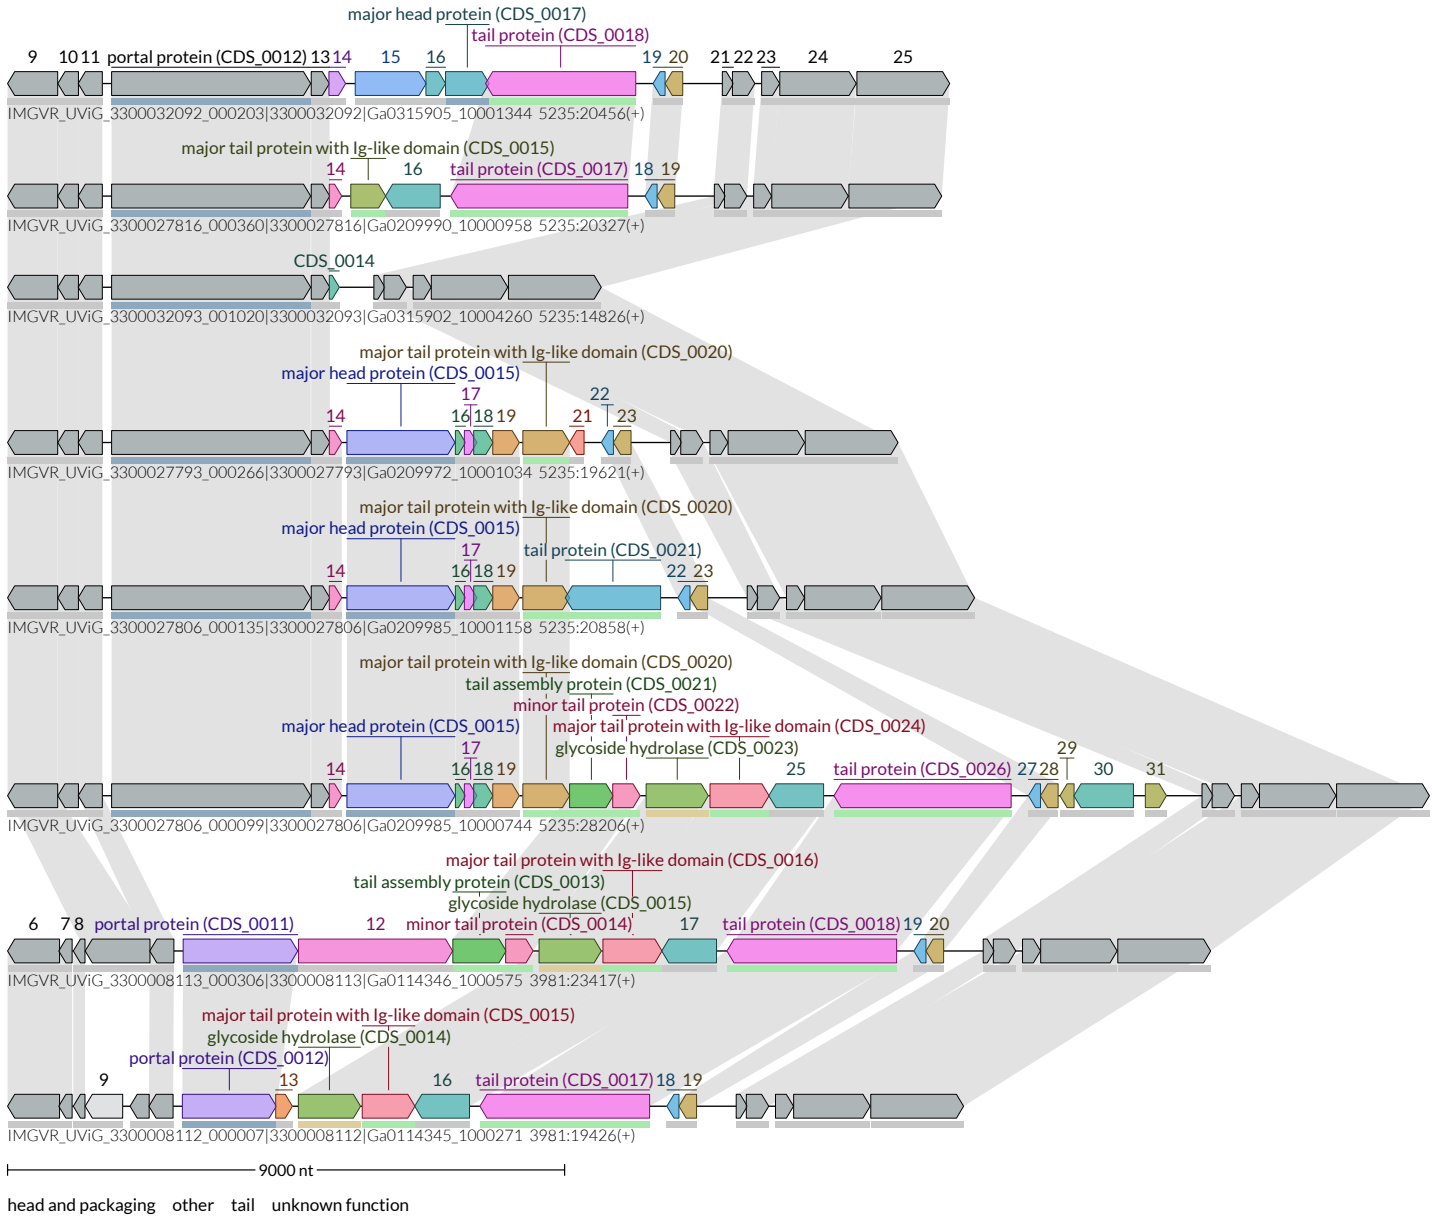 major head protein (CDS_0017)
tail protein (CDS_0018)
9 10 11 portal protein (CDS_0012) 13 14 15 16 19 20 21 22 23 24 25
IMGVR_UViG_3300032092_000203|3300032092|Ga0315905_10001344 5235:20456(+)
major tail protein with Ig-like domain (CDS_0015)
14 16 tail protein (CDS_0017) 18 19
IMGVR_UViG_3300027816_000360|3300027816|Ga0209990_10000958 5235:20327(+)
CDS_0014
IMGVR_UViG_3300032093_001020|3300032093|Ga0315902_10004260 5235:14826(+)
major tail protein with Ig-like domain (CDS_0020)
major head protein (CDS_0015)
17 22
14 16 18 19 21 23
IMGVR_UViG_3300027793_000266|3300027793|Ga0209972_10001034 5235:19621(+)
major tail protein with Ig-like domain (CDS_0020)
major head protein (CDS_0015)
17 tail protein (CDS_0021)
14 16 18 19 22 23
IMGVR_UViG_3300027806_000135|3300027806|Ga0209985_10001158 5235:20858(+)
major tail protein with Ig-like domain (CDS_0020)
tail assembly protein (CDS_0021)
minor tail protein (CDS_0022)
major head protein (CDS_0015) major tail protein with Ig-like domain (CDS_0024)
17 glycoside hydrolase (CDS_0023) 29
14 16 18 19 25 tail protein (CDS_0026) 27 28 30 31
IMGVR_UViG_3300027806_000099|3300027806|Ga0209985_10000744 5235:28206(+)
major tail protein with Ig-like domain (CDS_0016)
tail assembly protein (CDS_0013)
glycoside hydrolase (CDS_0015)
6 7 8 portal protein (CDS_0011) 12 minor tail protein (CDS_0014) 17 tail protein (CDS_0018) 19 20
IMGVR_UViG_3300008113_000306|3300008113|Ga0114346_1000575 3981:23417(+)
major tail protein with Ig-like domain (CDS_0015)
glycoside hydrolase (CDS_0014)
portal protein (CDS_0012)
9 13 16 tail protein (CDS_0017) 18 19
IMGVR_UViG_3300008112_000007|3300008112|Ga0114345_1000271 3981:19426(+)
9000 nt
head and packaging other tail unknown function